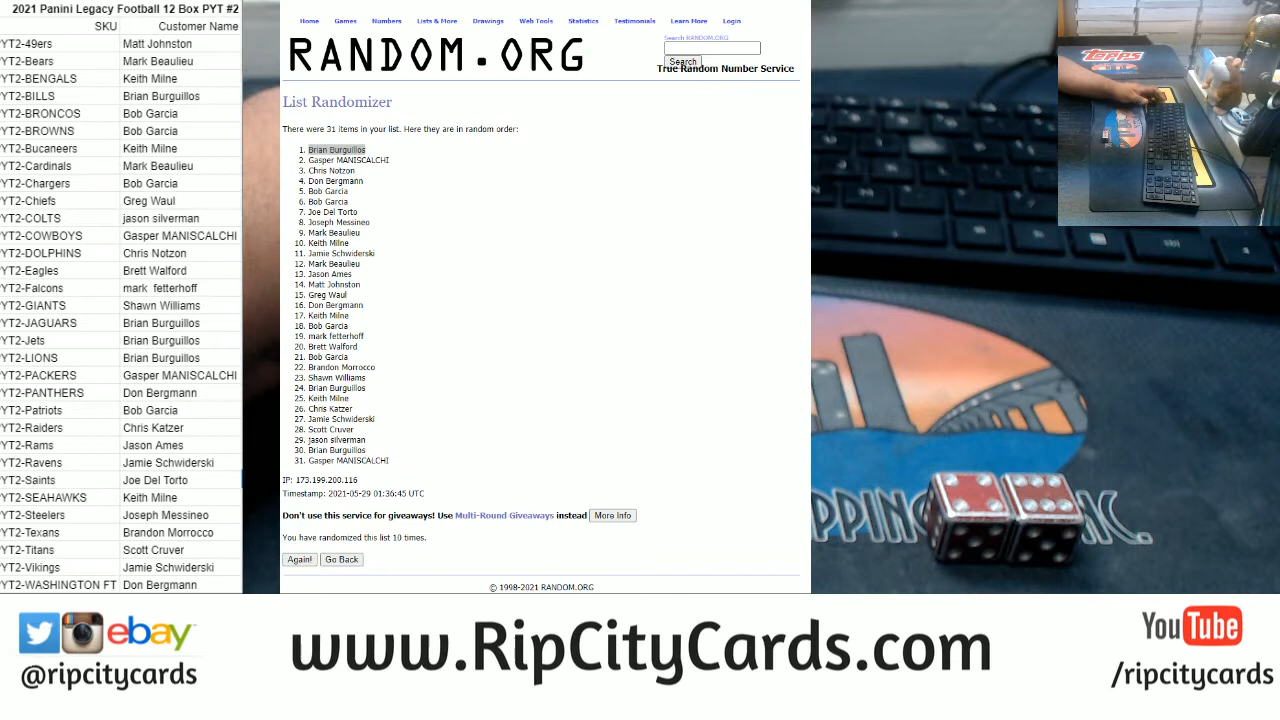 2021 Panini Legacy Football 12 Box PYT #2
SKU Customer Name
YT2-49ers Matt Johnston
YT2-Bears Mark Beaulieu
YT2-BENGALS Keith Milne
YT2-BILLS Brian Burguillos
YT2-BRONCOS Bob Garcia
YT2-BROWNS Bob Garcia
YT2-Bucaneers Keith Milne
YT2-Cardinals Mark Beaulieu
YT2-Chargers Bob Garcia
YT2-Chiefs Greg Waul
YT2-COLTS jason silverman
YT2-COWBOYS Gasper MANISCALCHI
YT2-DOLPHINS Chris Notzon
YT2-Eagles Brett Walford
YT2-Falcons mark fetterhoff
YT2-GIANTS Shawn Williams
YT2-JAGUARS Brian Burguillos
YT2-Jets Brian Burguillos
YT2-LIONS Brian Burguillos
YT2-PACKERS Gasper MANISCALCHI
YT2-PANTHERS Don Bergmann
YT2-Patriots Bob Garcia
YT2-Raiders Chris Katzer
YT2-Rams Jason Ames
YT2-Ravens Jamie Schwiderski
YT2-Saints Joe Del Torto
YT2-SEAHAWKS Keith Milne
YT2-Steelers Joseph Messineo
YT2-Texans Brandon Morrocco
YT2-Titans Scott Cruver
YT2-Vikings Jamie Schwiderski
YT2-WASHINGTON FT Don Bergmann
Home Games Numbers Lists & More Drawings Web Tools Statistics Testimonials Learn More Login
RANDOM.ORG
Search RANDOM.ORG
Search
True Random Number Service
List Randomizer
There were 31 items in your list. Here they are in random order:
1. Brian Burguillos
2. Gasper MANISCALCHI
3. Chris Notzon
4. Don Bergmann
5. Bob Garcia
6. Bob Garcia
7. Joe Del Torto
8. Joseph Messineo
9. Mark Beaulieu
10. Keith Milne
11. Jamie Schwiderski
12. Mark Beaulieu
13. Jason Ames
14. Matt Johnston
15. Greg Waul
16. Don Bergmann
17. Keith Milne
18. Bob Garcia
19. mark fetterhoff
20. Brett Walford
21. Bob Garcia
22. Brandon Morrocco
23. Shawn Williams
24. Brian Burguillos
25. Keith Milne
26. Chris Katzer
27. Jamie Schwiderski
28. Scott Cruver
29. jason silverman
30. Brian Burguillos
31. Gasper MANISCALCHI
IP: 173.199.200.116
Timestamp: 2021-05-29 01:36:45 UTC
Don't use this service for giveaways! Use Multi-Round Giveaways instead More Info
You have randomized this list 10 times.
Again! Go Back
© 1998-2021 RANDOM.ORG
Topps
ebay
@ripcitycards
www.RipCityCards.com
YouTube
/ripcitycards